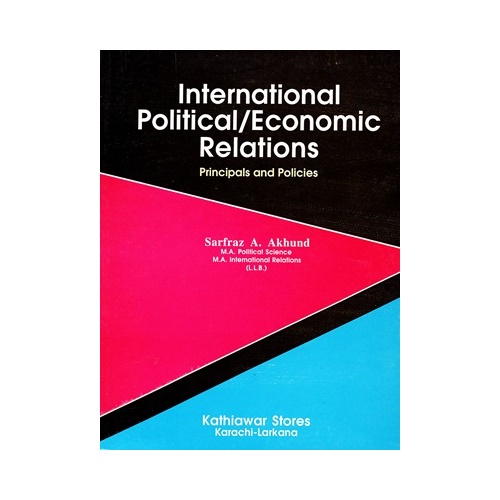 International
Political/Economic
Relations
Principals and Policies
Sarfraz A. Akhund
M.A. Political Science
M.A. International Relations
(L.L.B.)
Kathiawar Stores
Karachi-Larkana